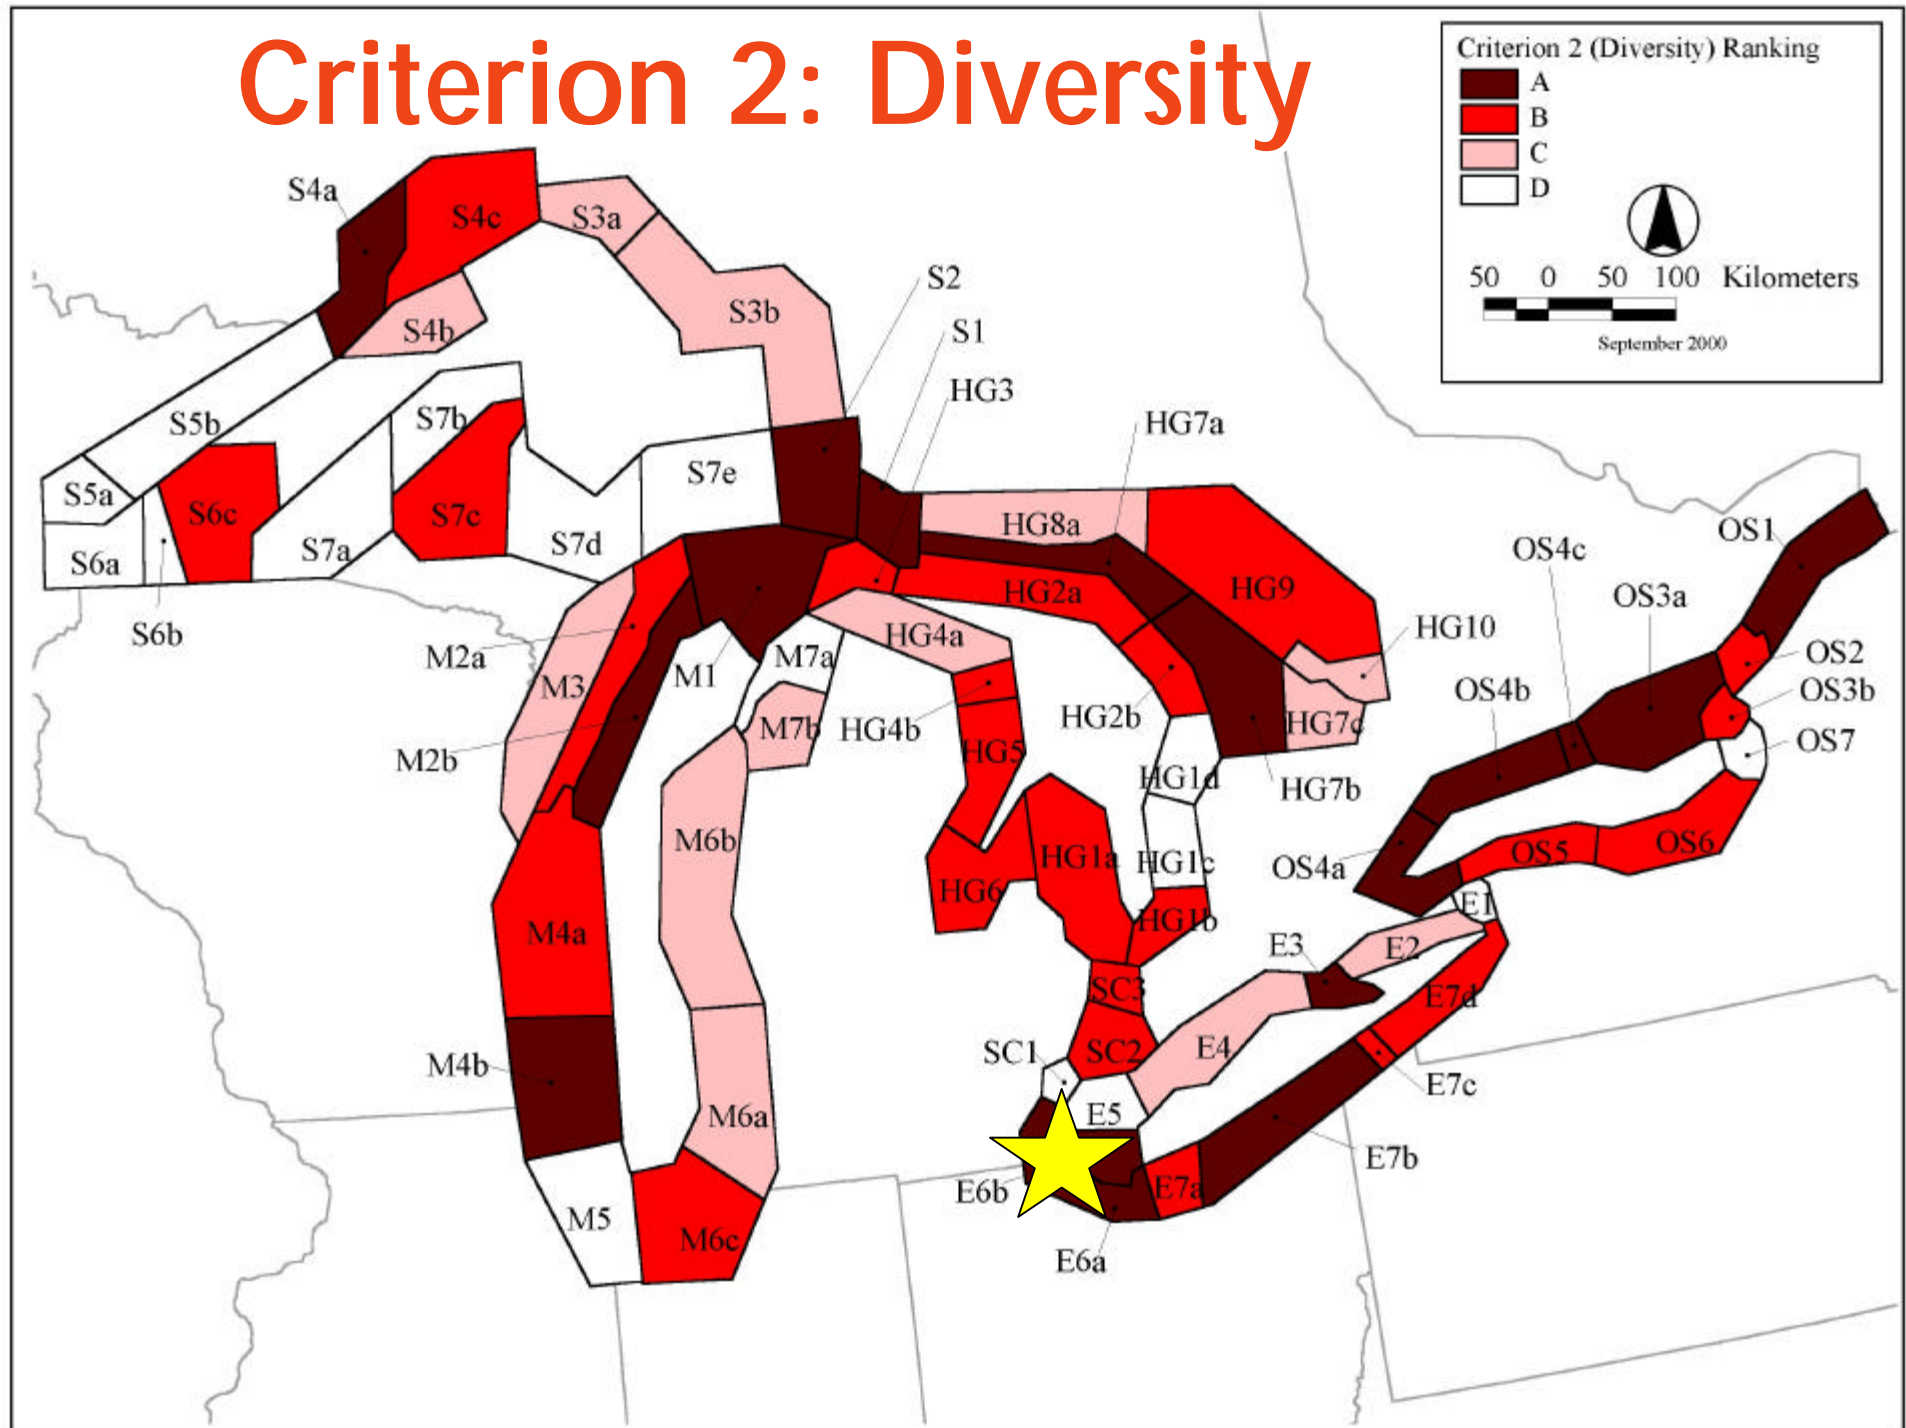 Criterion 2: Diversity
Criterion 2 (Diversity) Ranking
A
B
C
D
50 0 50 100 Kilometers
September 2000
S4a
S4c
S3a
S2
S3b
S4b
S1
HG3
S5b
S7b
HG7a
S7e
S5a
S6c
S7c
HG8a
OS1
S6a
S7a
S7d
OS4c
HG2a
HG9
OS3a
S6b
HG4a
HG10
M2a
M7a
OS2
M3
M1
OS4b
OS3b
HG2b
HG7c
M7b
HG4b
OS7
HG5
M2b
HG1d
HG7b
M6b
HG1a
HG1c
OS5
OS6
OS4a
HG6
E1
HG1b
M4a
E3
E2
SC3
E7d
SC1
SC2
E4
M4b
E7c
E5
M6a
E7b
E6b
E7a
M5
M6c
E6a